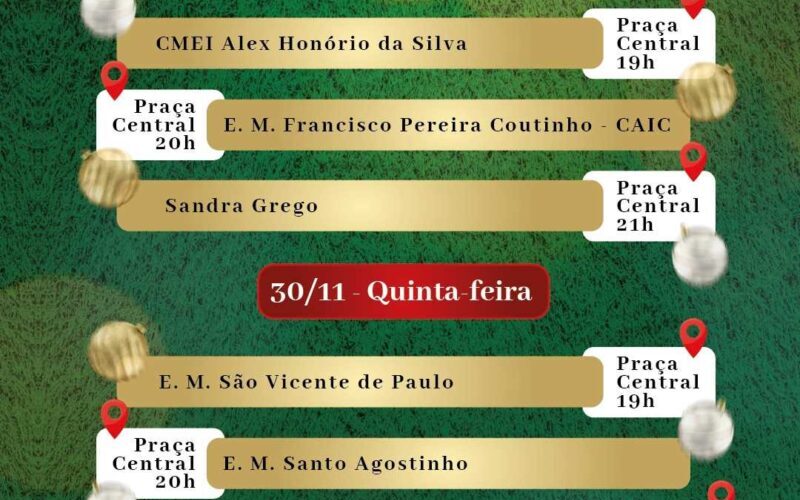 CMEI Alex Honório da Silva
Praça
Central
19h
Praça
Central
20h
E. M. Francisco Pereira Coutinho - CAIC
Sandra Grego
Praça
Central
21h
30/11 - Quinta-feira
E. M. São Vicente de Paulo
Praça
Central
19h
Praça
Central
20h
E. M. Santo Agostinho